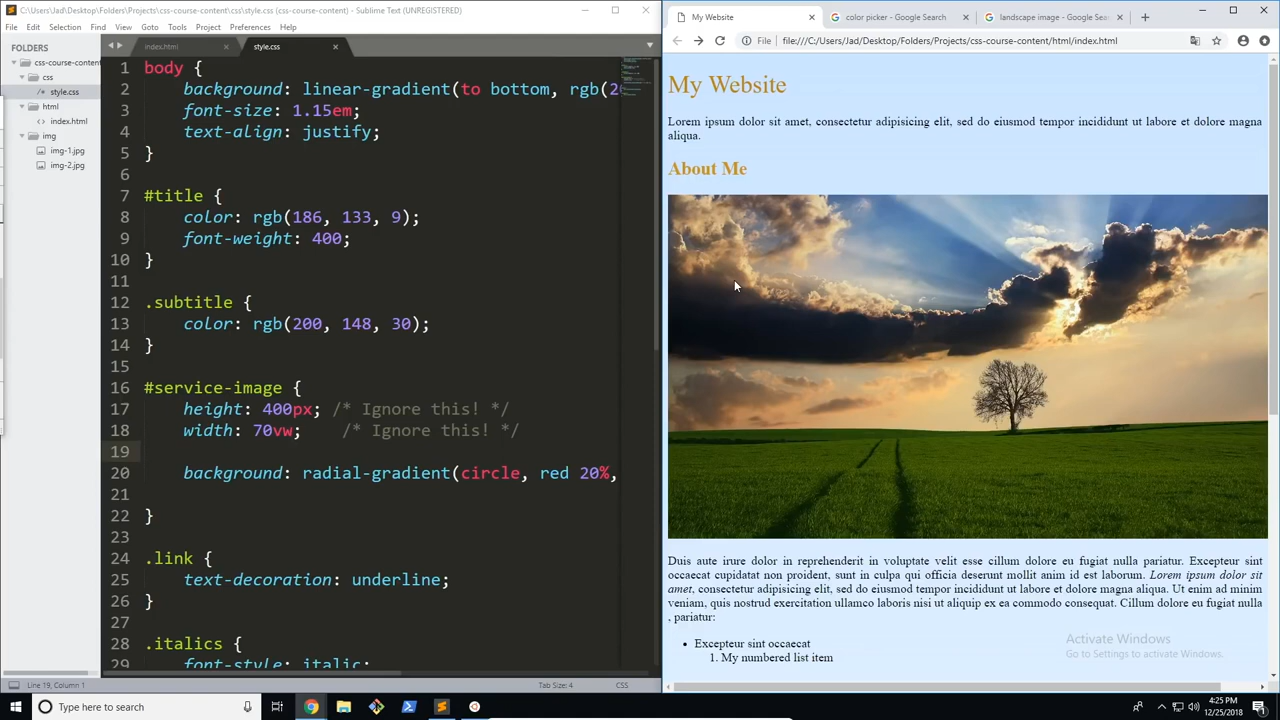 C:\Users\Jad\Desktop\Folders\Projects\css-course-content\css\style.css (css-course-content) - Sublime Text (UNREGISTERED)
File Edit Selection Find View Goto Tools Project Preferences Help
FOLDERS
css-course-conten
css
/* style.css
html
<> index.html
img
img-1.jpg
img-2.jpg
index.html
style.css
1 body {
2 background: linear-gradient(to bottom, rgb(2
3 font-size: 1.15em;
4 text-align: justify;
5 }
6
7 #title {
8 color: rgb(186, 133, 9);
9 font-weight: 400;
10 }
11
12 .subtitle {
13 color: rgb(200, 148, 30);
14 }
15
16 #service-image {
17 height: 400px; /* Ignore this! */
18 width: 70vw; /* Ignore this! */
19
20 background: radial-gradient(circle, red 20%,
21
22 }
23
24 .link {
25 text-decoration: underline;
26 }
27
28 .italics {
29 font-style: italic;
Line 19, Column 1
Tab Size: 4
CSS
My Website
color picker - Google Search
landscape image - Google Sea
File | file:///C:/Users/Jad/Desktop/Folders/Projects/css-course-content/html/index.html
My Website
Lorem ipsum dolor sit amet, consectetur adipisicing elit, sed do eiusmod tempor incididunt ut labore et dolore magna
aliqua.
About Me
Duis aute irure dolor in reprehenderit in voluptate velit esse cillum dolore eu fugiat nulla pariatur. Excepteur sint
occaecat cupidatat non proident, sunt in culpa qui officia deserunt mollit anim id est laborum. Lorem ipsum dolor sit
amet, consectetur adipisicing elit, sed do eiusmod tempor incididunt ut labore et dolore magna aliqua. Ut enim ad minim
veniam, quis nostrud exercitation ullamco laboris nisi ut aliquip ex ea commodo consequat. Cillum dolore eu fugiat nulla
, pariatur:
• Excepteur sint occaecat
1. My numbered list item
Activate Windows
Go to Settings to activate Windows.
Type here to search
4:25 PM
12/25/2018